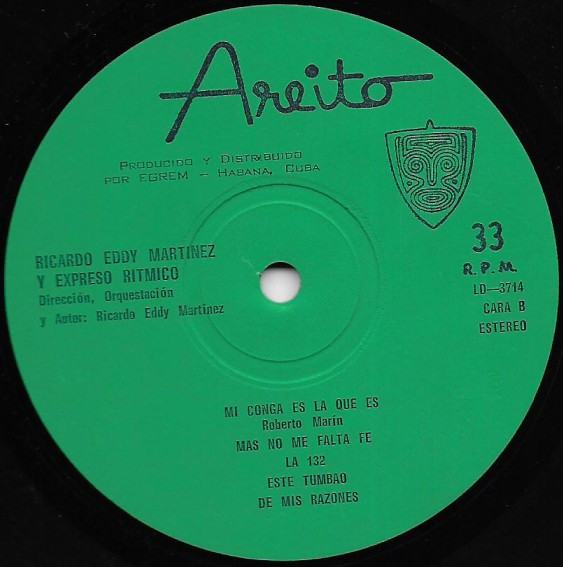 Areito
PRODUCIDO Y DISTRIBUIDO
POR EGREM — HABANA, CUBA
RICARDO EDDY MARTINEZ
Y EXPRESO RITMICO
Dirección, Orquestación
y Autor: Ricardo Eddy Martínez
33
R.P.M.
LD—3714
CARA B
ESTEREO
MI CONGA ES LA QUE ES
Roberto Marín
MAS NO ME FALTA FE
LA 132
ESTE TUMBAO
DE MIS RAZONES